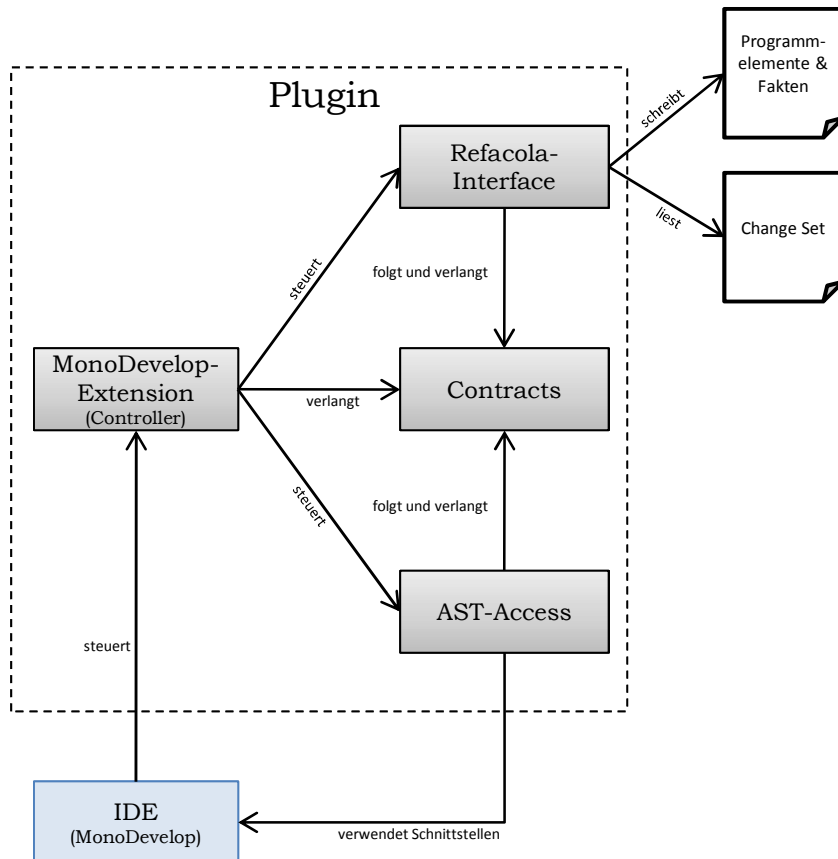 Programm-
elemente &
Fakten
Plugin
schreibt
Refacola-
Interface
liest
Change Set
steuert
folgt und verlangt
MonoDevelop-
Extension
(Controller)
verlangt
Contracts
steuert
folgt und verlangt
AST-Access
steuert
IDE
(MonoDevelop)
verwendet Schnittstellen